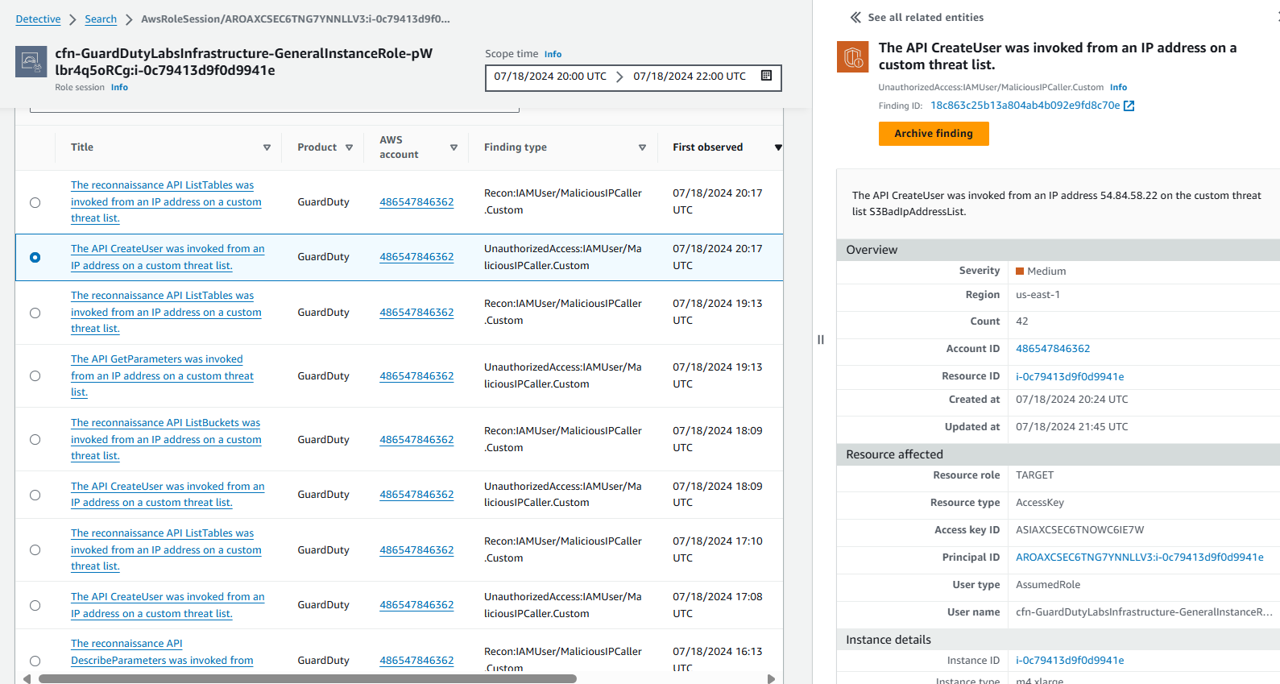 Detective > Search > AwsRoleSession/AROAXCSEC6TNG7YNNLLV3:i-0c79413d9f0...
cfn-GuardDutyLabsInfrastructure-GeneralInstanceRole-pW
lbr4q5oRCg:i-0c79413d9f0d9941e
Role session Info
Scope time Info
07/18/2024 20:00 UTC > 07/18/2024 22:00 UTC
Title Product AWS account Finding type First observed
The reconnaissance API ListTables was
invoked from an IP address on a custom
threat list.
GuardDuty
486547846362
Recon:IAMUser/MaliciousIPCaller
.Custom
07/18/2024 20:17
UTC
The API CreateUser was invoked from an
IP address on a custom threat list.
GuardDuty
486547846362
UnauthorizedAccess:IAMUser/Ma
liciousIPCaller.Custom
07/18/2024 20:17
UTC
The reconnaissance API ListTables was
invoked from an IP address on a custom
threat list.
GuardDuty
486547846362
Recon:IAMUser/MaliciousIPCaller
.Custom
07/18/2024 19:13
UTC
The API GetParameters was invoked
from an IP address on a custom threat
list.
GuardDuty
486547846362
UnauthorizedAccess:IAMUser/Ma
liciousIPCaller.Custom
07/18/2024 19:13
UTC
The reconnaissance API ListBuckets was
invoked from an IP address on a custom
threat list.
GuardDuty
486547846362
Recon:IAMUser/MaliciousIPCaller
.Custom
07/18/2024 18:09
UTC
The API CreateUser was invoked from an
IP address on a custom threat list.
GuardDuty
486547846362
UnauthorizedAccess:IAMUser/Ma
liciousIPCaller.Custom
07/18/2024 18:09
UTC
The reconnaissance API ListTables was
invoked from an IP address on a custom
threat list.
GuardDuty
486547846362
Recon:IAMUser/MaliciousIPCaller
.Custom
07/18/2024 17:10
UTC
The API CreateUser was invoked from an
IP address on a custom threat list.
GuardDuty
486547846362
UnauthorizedAccess:IAMUser/Ma
liciousIPCaller.Custom
07/18/2024 17:08
UTC
The reconnaissance API
DescribeParameters was invoked from
GuardDuty
486547846362
Recon:IAMUser/MaliciousIPCaller
.Custom
07/18/2024 16:13
UTC
See all related entities
The API CreateUser was invoked from an IP address on a
custom threat list.
UnauthorizedAccess:IAMUser/MaliciousIPCaller.Custom Info
Finding ID: 18c863c25b13a804ab4b092e9fd8c70e
Archive finding
The API CreateUser was invoked from an IP address 54.84.58.22 on the custom threat
list S3BadIpAddressList.
Overview
Severity Medium
Region us-east-1
Count 42
Account ID 486547846362
Resource ID i-0c79413d9f0d9941e
Created at 07/18/2024 20:24 UTC
Updated at 07/18/2024 21:45 UTC
Resource affected
Resource role TARGET
Resource type AccessKey
Access key ID ASIAXCSEC6TNOWC6IE7W
Principal ID AROAXCSEC6TNG7YNNLLV3:i-0c79413d9f0d9941e
User type AssumedRole
User name cfn-GuardDutyLabsInfrastructure-GeneralInstanceR...
Instance details
Instance ID i-0c79413d9f0d9941e
Instance type m4.xlarge